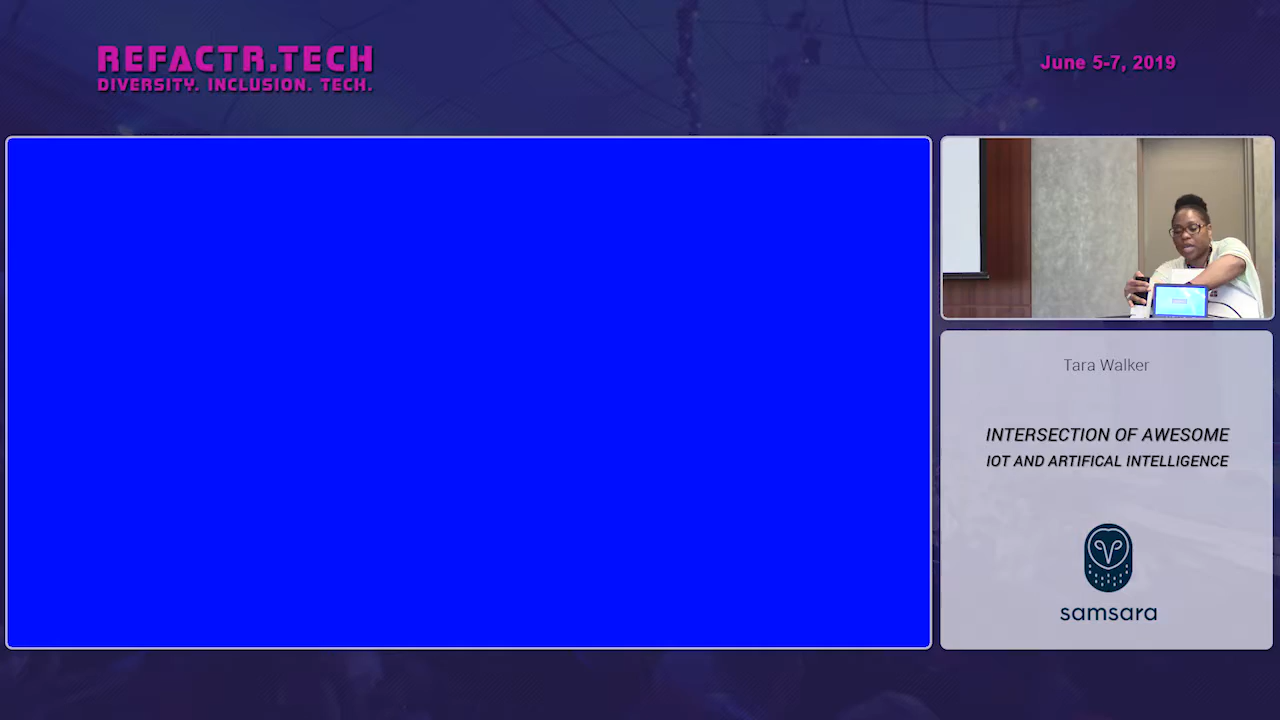 REFACTR.TECH
DIVERSITY. INCLUSION. TECH.
June 5-7, 2019
Tara Walker
INTERSECTION OF AWESOME
IOT AND ARTIFICAL INTELLIGENCE
samsara